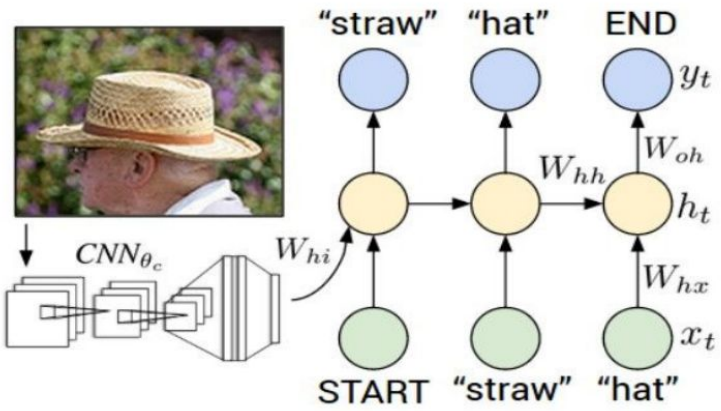 “straw” “hat” END
y_t
W_oh
W_hh
h_t
CNN_θc
W_hi
W_hx
x_t
START “straw” “hat”